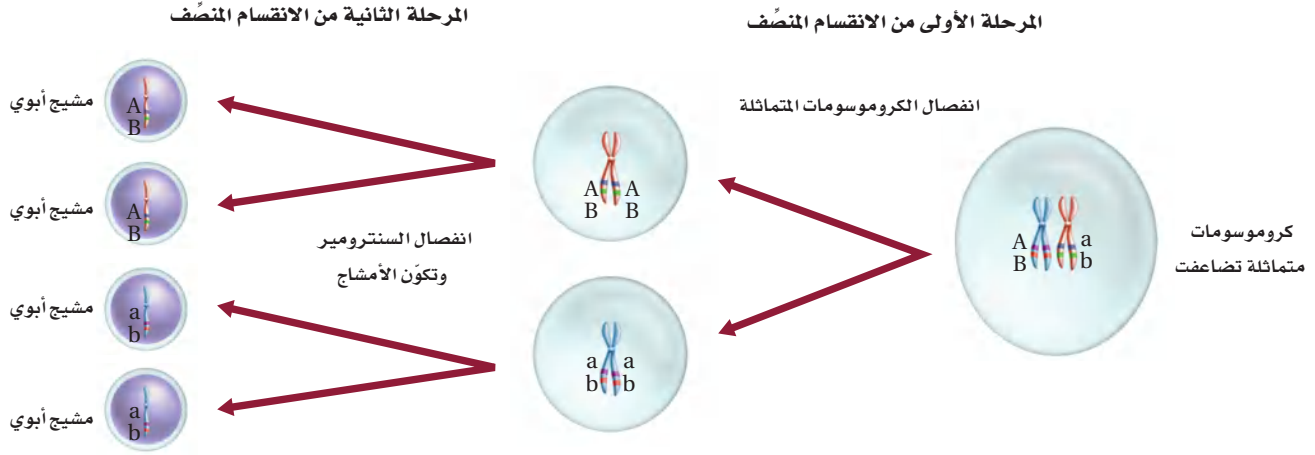 المرحلة الأولى من الانقسام المنصِّف
المرحلة الثانية من الانقسام المنصِّف
كروموسومات
متماثلة تضاعفت
A
B
a
b
انفصال الكروموسومات المتماثلة
A A
B B
a a
b b
انفصال السنترومير
وتكوّن الأمشاج
مشيج أبوي
A
B
مشيج أبوي
A
B
مشيج أبوي
a
b
مشيج أبوي
a
b